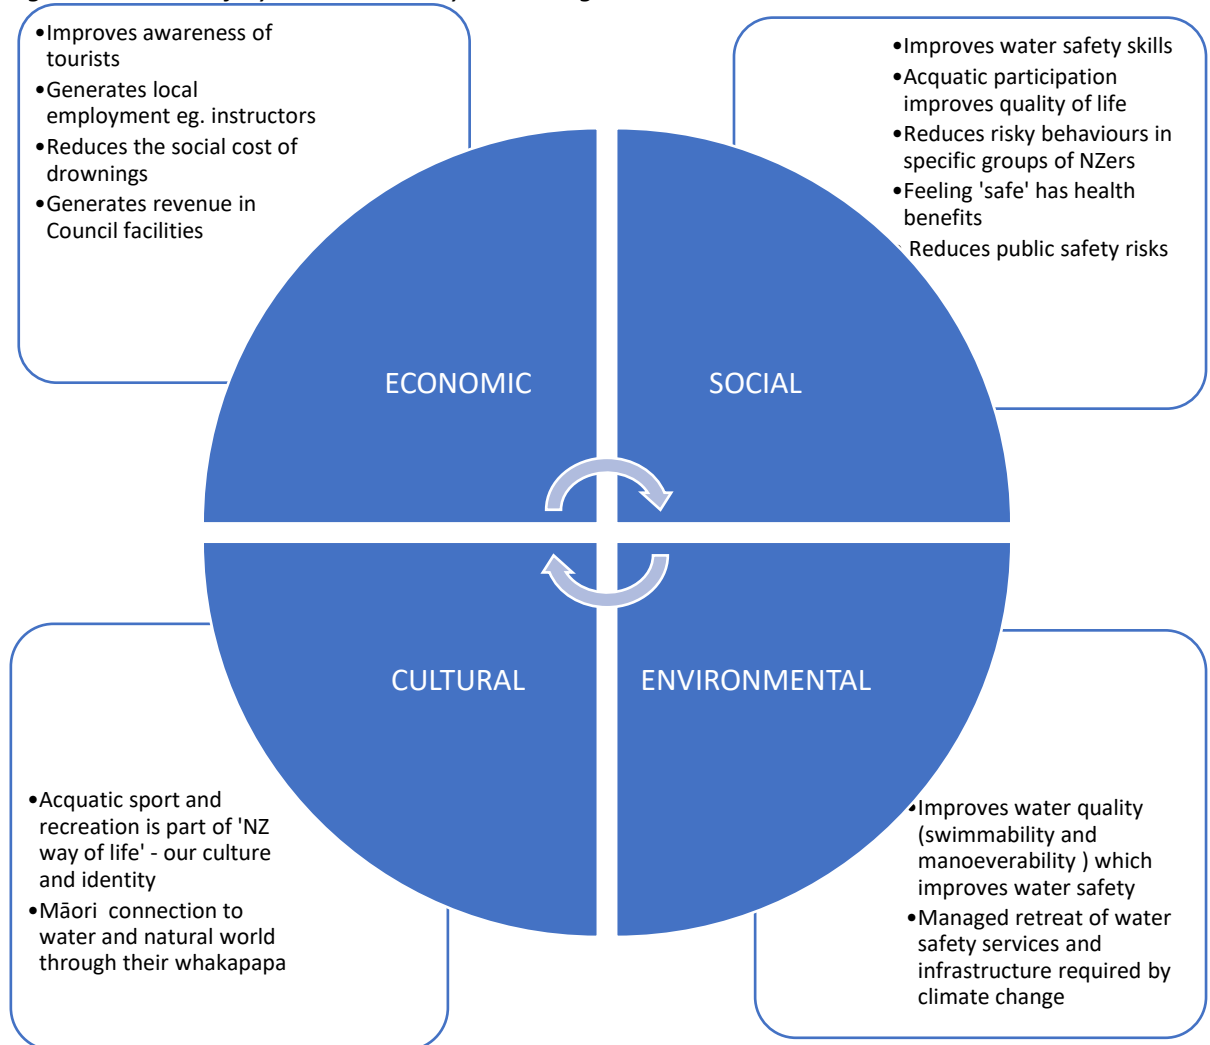 •Improves awareness of
tourists
•Generates local
employment eg. instructors
•Reduces the social cost of
drownings
•Generates revenue in
Council facilities
•Improves water safety skills
•Acquatic participation
improves quality of life
•Reduces risky behaviours in
specific groups of NZers
•Feeling 'safe' has health
benefits
Reduces public safety risks
ECONOMIC
SOCIAL
CULTURAL
ENVIRONMENTAL
•Acquatic sport and
recreation is part of 'NZ
way of life' - our culture
and identity
•Māori connection to
water and natural world
through their whakapapa
•Improves water quality
(swimmability and
manoeverability ) which
improves water safety
•Managed retreat of water
safety services and
infrastructure required by
climate change